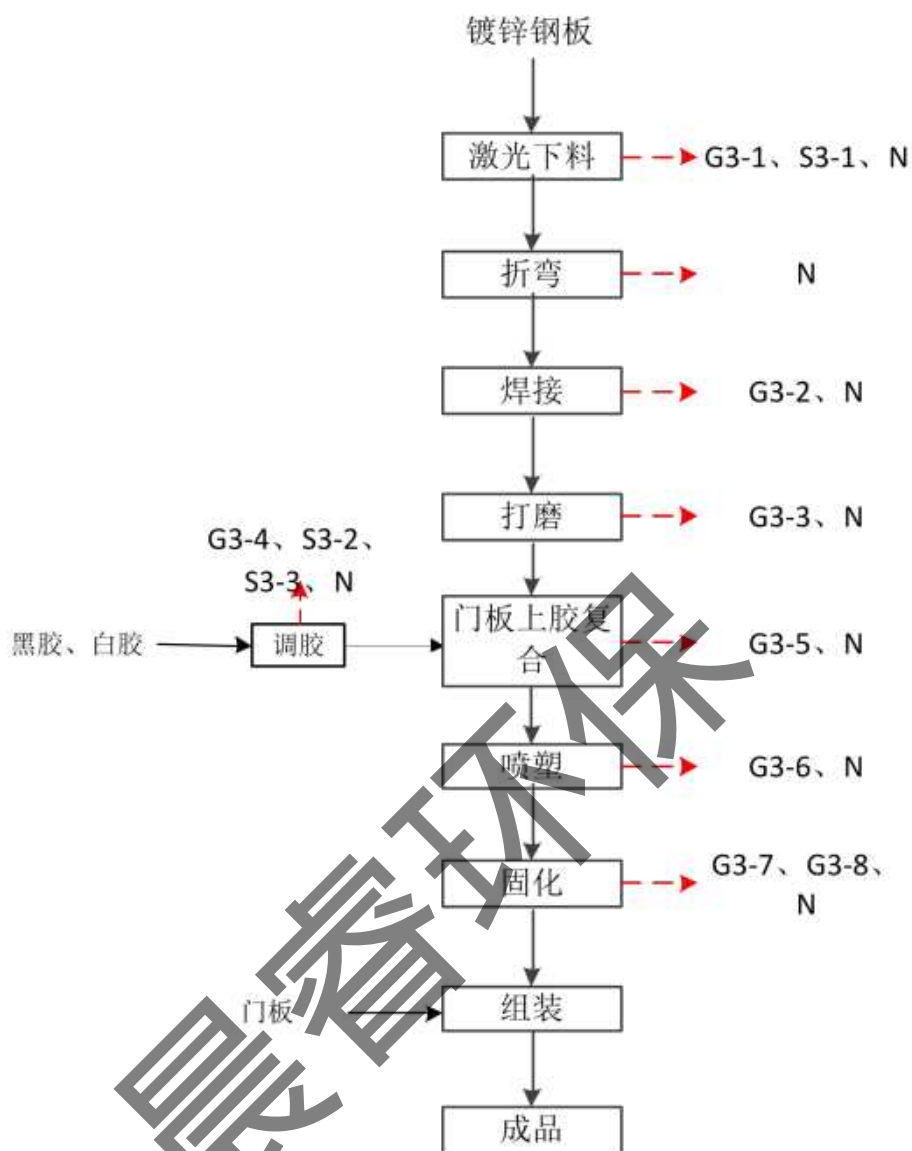 镀锌钢板
激光下料
G3-1、S3-1、N
折弯
N
焊接
G3-2、N
打磨
G3-3、N
G3-4、S3-2、
S3-3、N
黑胶、白胶
调胶
门板上胶复
合
G3-5、N
喷塑
G3-6、N
固化
G3-7、G3-8、
N
门板
组装
成品
晨睿环保